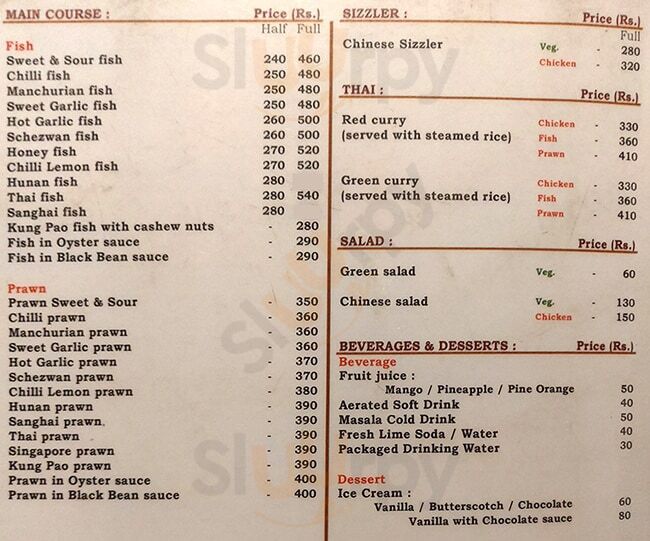 MAIN COURSE : Price (Rs.)
Half Full
Fish
Sweet & Sour fish 240 460
Chilli fish 250 480
Manchurian fish 250 480
Sweet Garlic fish 250 480
Hot Garlic fish 260 500
Schezwan fish 260 500
Honey fish 270 520
Chilli Lemon fish 270 520
Hunan fish 280
Thai fish 280 540
Sanghai fish 280
Kung Pao fish with cashew nuts - 280
Fish in Oyster sauce - 290
Fish in Black Bean sauce - 290
Prawn
Prawn Sweet & Sour - 350
Chilli prawn - 360
Manchurian prawn - 360
Sweet Garlic prawn - 360
Hot Garlic prawn - 370
Schezwan prawn - 370
Chilli Lemon prawn - 380
Hunan prawn - 390
Sanghai prawn. - 390
Thai prawn - 390
Singapore prawn - 390
Kung Pao prawn - 390
Prawn in Oyster sauce - 400
Prawn in Black Bean sauce - 400
SIZZLER : Price (Rs.)
Full
Chinese Sizzler Veg. - 280
Chicken - 320
THAI : Price (Rs.)
Red curry Chicken - 330
(served with steamed rice) Fish - 360
Prawn - 410
Green curry Chicken - 330
(served with steamed rice) Fish - 360
Prawn - 410
SALAD : Price (Rs.)
Green salad Veg. - 60
Chinese salad Veg. - 130
Chicken - 150
BEVERAGES & DESSERTS : Price (Rs.)
Beverage
Fruit juice :
Mango / Pineapple / Pine Orange 50
Aerated Soft Drink 40
Masala Cold Drink 50
Fresh Lime Soda / Water 40
Packaged Drinking Water 30
Dessert
Ice Cream :
Vanilla / Butterscotch / Chocolate 60
Vanilla with Chocolate sauce 80
Slurpy
Slurpy
Slurpy